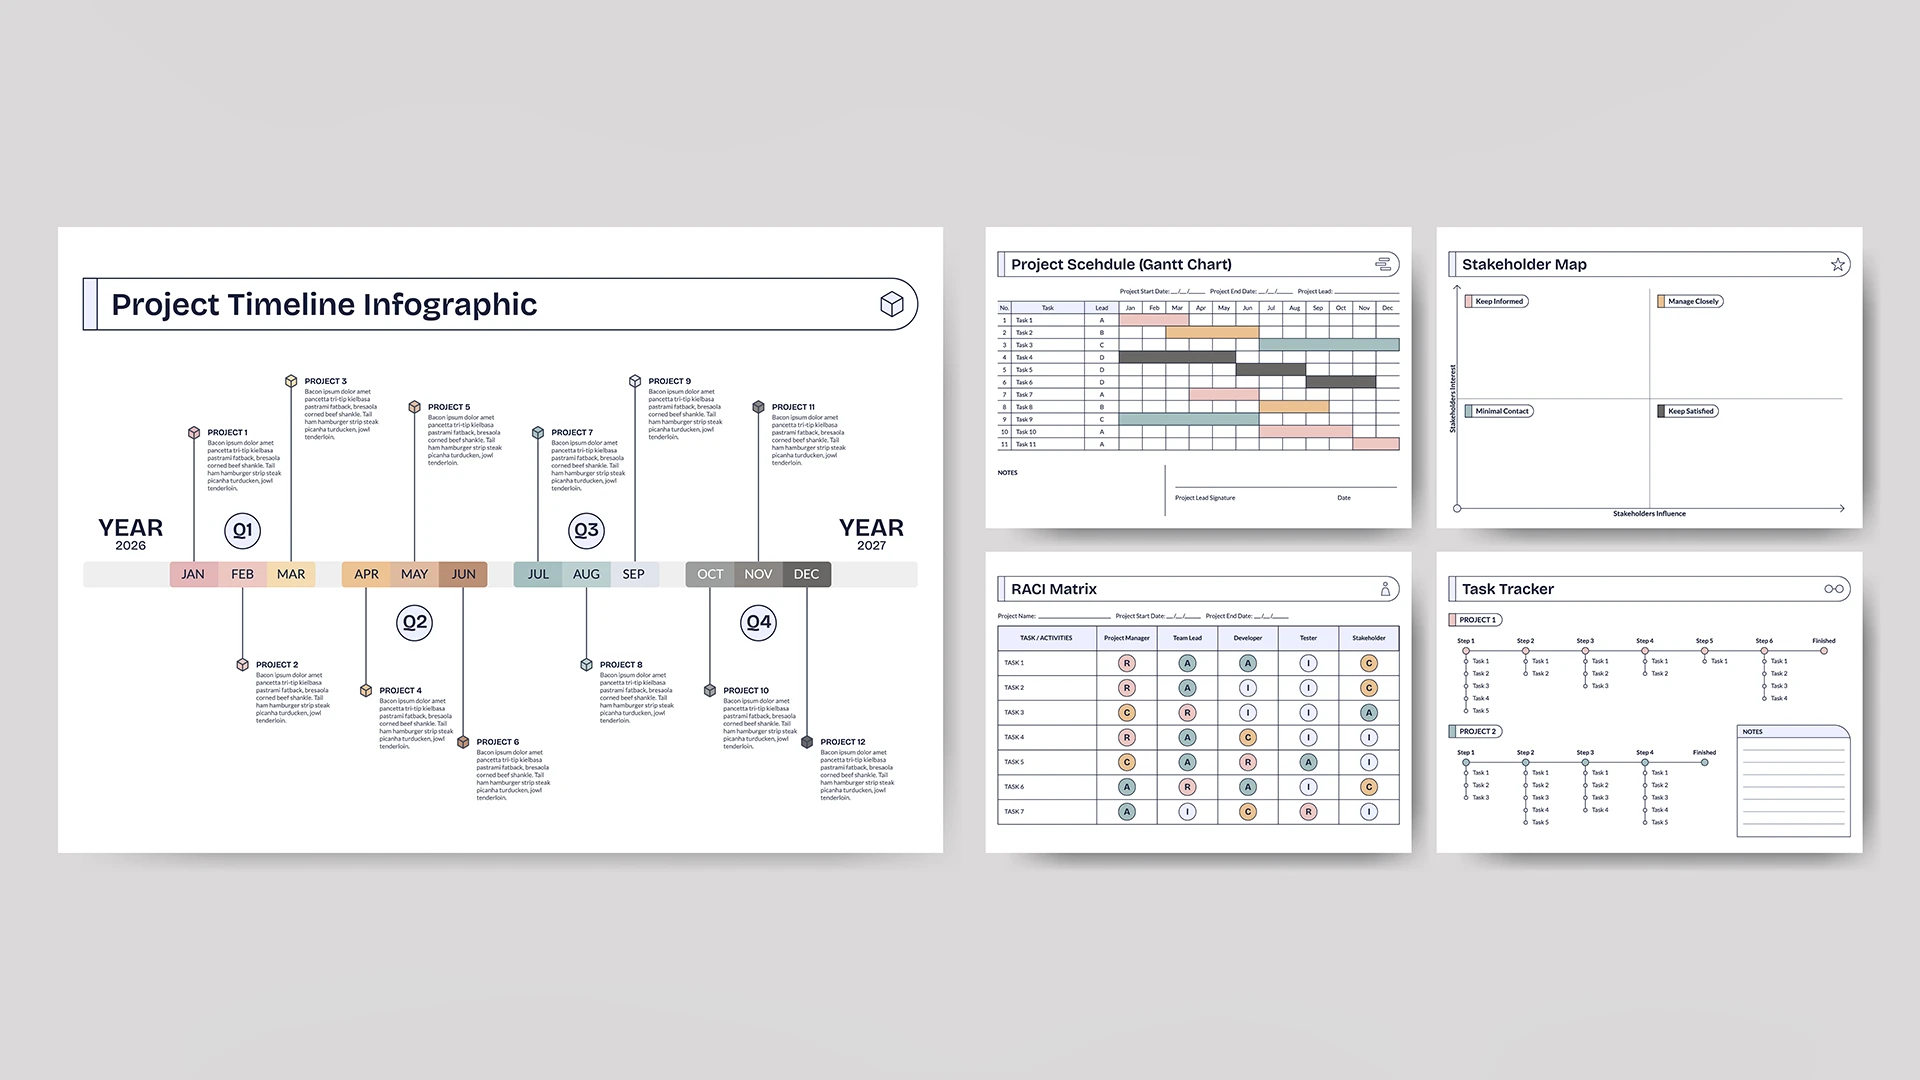 Project Timeline Infographic
PROJECT 3
Bacon ipsum dolor amet
pancetta tri-tip kielbasa
pastrami fatback, bresaola
corned beef shankle. Tail
ham hamburger strip steak
picanha turducken, jowl
tenderloin.
PROJECT 9
Bacon ipsum dolor amet
pancetta tri-tip kielbasa
pastrami fatback, bresaola
corned beef shankle. Tail
ham hamburger strip steak
picanha turducken, jowl
tenderloin.
PROJECT 5
Bacon ipsum dolor amet
pancetta tri-tip kielbasa
pastrami fatback, bresaola
corned beef shankle. Tail
ham hamburger strip steak
picanha turducken, jowl
tenderloin.
PROJECT 11
Bacon ipsum dolor amet
pancetta tri-tip kielbasa
pastrami fatback, bresaola
corned beef shankle. Tail
ham hamburger strip steak
picanha turducken, jowl
tenderloin.
PROJECT 1
Bacon ipsum dolor amet
pancetta tri-tip kielbasa
pastrami fatback, bresaola
corned beef shankle. Tail
ham hamburger strip steak
picanha turducken, jowl
tenderloin.
PROJECT 7
Bacon ipsum dolor amet
pancetta tri-tip kielbasa
pastrami fatback, bresaola
corned beef shankle. Tail
ham hamburger strip steak
picanha turducken, jowl
tenderloin.
YEAR
2026
Q1
Q3
YEAR
2027
JAN FEB MAR APR MAY JUN JUL AUG SEP OCT NOV DEC
Q2
Q4
PROJECT 2
Bacon ipsum dolor amet
pancetta tri-tip kielbasa
pastrami fatback, bresaola
corned beef shankle. Tail
ham hamburger strip steak
picanha turducken, jowl
tenderloin.
PROJECT 8
Bacon ipsum dolor amet
pancetta tri-tip kielbasa
pastrami fatback, bresaola
corned beef shankle. Tail
ham hamburger strip steak
picanha turducken, jowl
tenderloin.
PROJECT 4
Bacon ipsum dolor amet
pancetta tri-tip kielbasa
pastrami fatback, bresaola
corned beef shankle. Tail
ham hamburger strip steak
picanha turducken, jowl
tenderloin.
PROJECT 10
Bacon ipsum dolor amet
pancetta tri-tip kielbasa
pastrami fatback, bresaola
corned beef shankle. Tail
ham hamburger strip steak
picanha turducken, jowl
tenderloin.
PROJECT 6
Bacon ipsum dolor amet
pancetta tri-tip kielbasa
pastrami fatback, bresaola
corned beef shankle. Tail
ham hamburger strip steak
picanha turducken, jowl
tenderloin.
PROJECT 12
Bacon ipsum dolor amet
pancetta tri-tip kielbasa
pastrami fatback, bresaola
corned beef shankle. Tail
ham hamburger strip steak
picanha turducken, jowl
tenderloin.
Project Scehdule (Gantt Chart)
Project Start Date: __/__/____ Project End Date: __/__/____ Project Lead: ____________
No. Task Lead Jan Feb Mar Apr May Jun Jul Aug Sep Oct Nov Dec
1 Task 1 A
2 Task 2 B
3 Task 3 C
4 Task 4 D
5 Task 5 D
6 Task 6 D
7 Task 7 A
8 Task 8 B
9 Task 9 C
10 Task 10 A
11 Task 11 A
NOTES
Project Lead Signature Date
Stakeholder Map
Keep Informed
Manage Closely
Stakeholders Interest
Minimal Contact
Keep Satisfied
Stakeholders Influence
RACI Matrix
Project Name: ____________ Project Start Date: __/__/____ Project End Date: __/__/____
TASK / ACTIVITIES Project Manager Team Lead Developer Tester Stakeholder
TASK 1 R A A I C
TASK 2 R A I I C
TASK 3 C R I I A
TASK 4 R A C I I
TASK 5 C A R A I
TASK 6 A R A I C
TASK 7 A I C R I
Task Tracker
PROJECT 1
Step 1 Step 2 Step 3 Step 4 Step 5 Step 6 Finished
Task 1 Task 1 Task 1 Task 1 Task 1 Task 1
Task 2 Task 2 Task 2 Task 2 Task 2
Task 3 Task 3 Task 3
Task 4 Task 4
Task 5
PROJECT 2
Step 1 Step 2 Step 3 Step 4 Finished
Task 1 Task 1 Task 1 Task 1
Task 2 Task 2 Task 2 Task 2
Task 3 Task 3 Task 3 Task 3
Task 4 Task 4 Task 4
Task 5 Task 5
NOTES